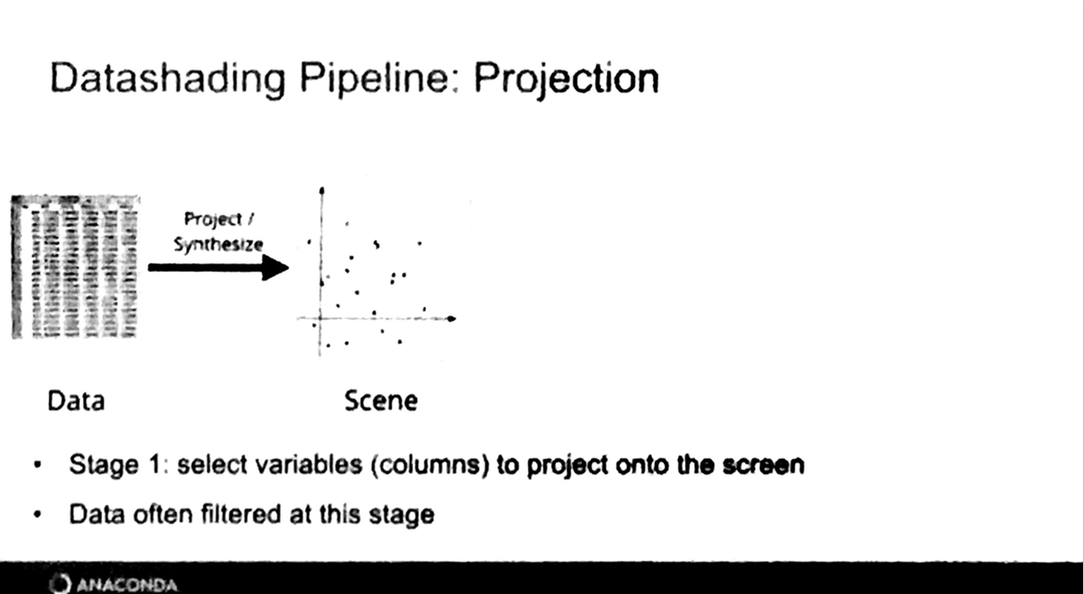 Datashading Pipeline: Projection
Project /
Synthesize
Data
Scene
• Stage 1: select variables (columns) to project onto the screen
• Data often filtered at this stage
ANACONDA